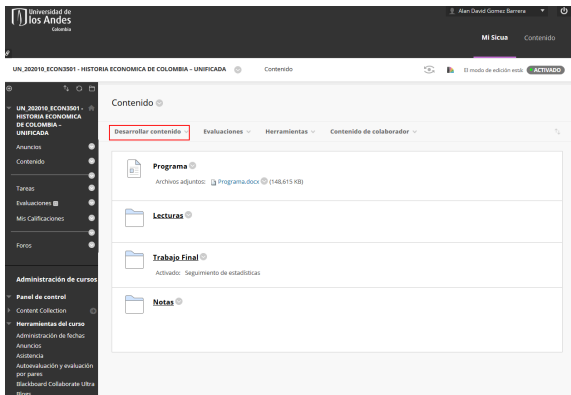 Universidad de
los Andes
Colombia
Alan David Gomez Barrera
Mi Sicua
Contenido
UN_202010_ECON3501 - HISTORIA ECONOMICA DE COLOMBIA – UNIFICADA
Contenido
El modo de edición está:
ACTIVADO
UN_202010_ECON3501 -
HISTORIA ECONOMICA
DE COLOMBIA –
UNIFICADA
Anuncios
Contenido
Tareas
Evaluaciones
Mis Calificaciones
Foros
Administración de cursos
Panel de control
Content Collection
Herramientas del curso
Administración de fechas
Anuncios
Asistencia
Autoevaluación y evaluación
por pares
Blackboard Collaborate Ultra
Blogs
Contenido
Desarrollar contenido
Evaluaciones
Herramientas
Contenido de colaborador
Programa
Archivos adjuntos: Programa.docx (148,615 KB)
Lecturas
Trabajo Final
Activado: Seguimiento de estadísticas
Notas